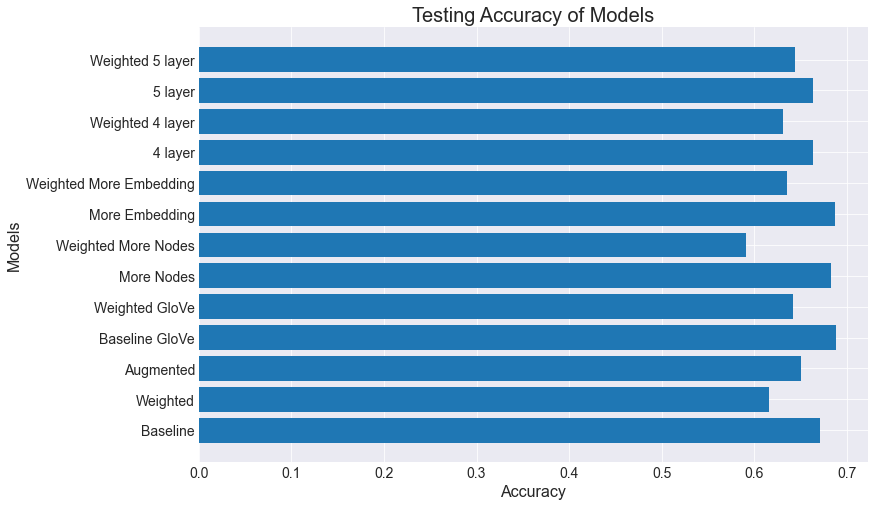 Testing Accuracy of Models
Weighted 5 layer
5 layer
Weighted 4 layer
4 layer
Weighted More Embedding
More Embedding
Weighted More Nodes
More Nodes
Weighted GloVe
Baseline GloVe
Augmented
Weighted
Baseline
Models
0.0 0.1 0.2 0.3 0.4 0.5 0.6 0.7
Accuracy